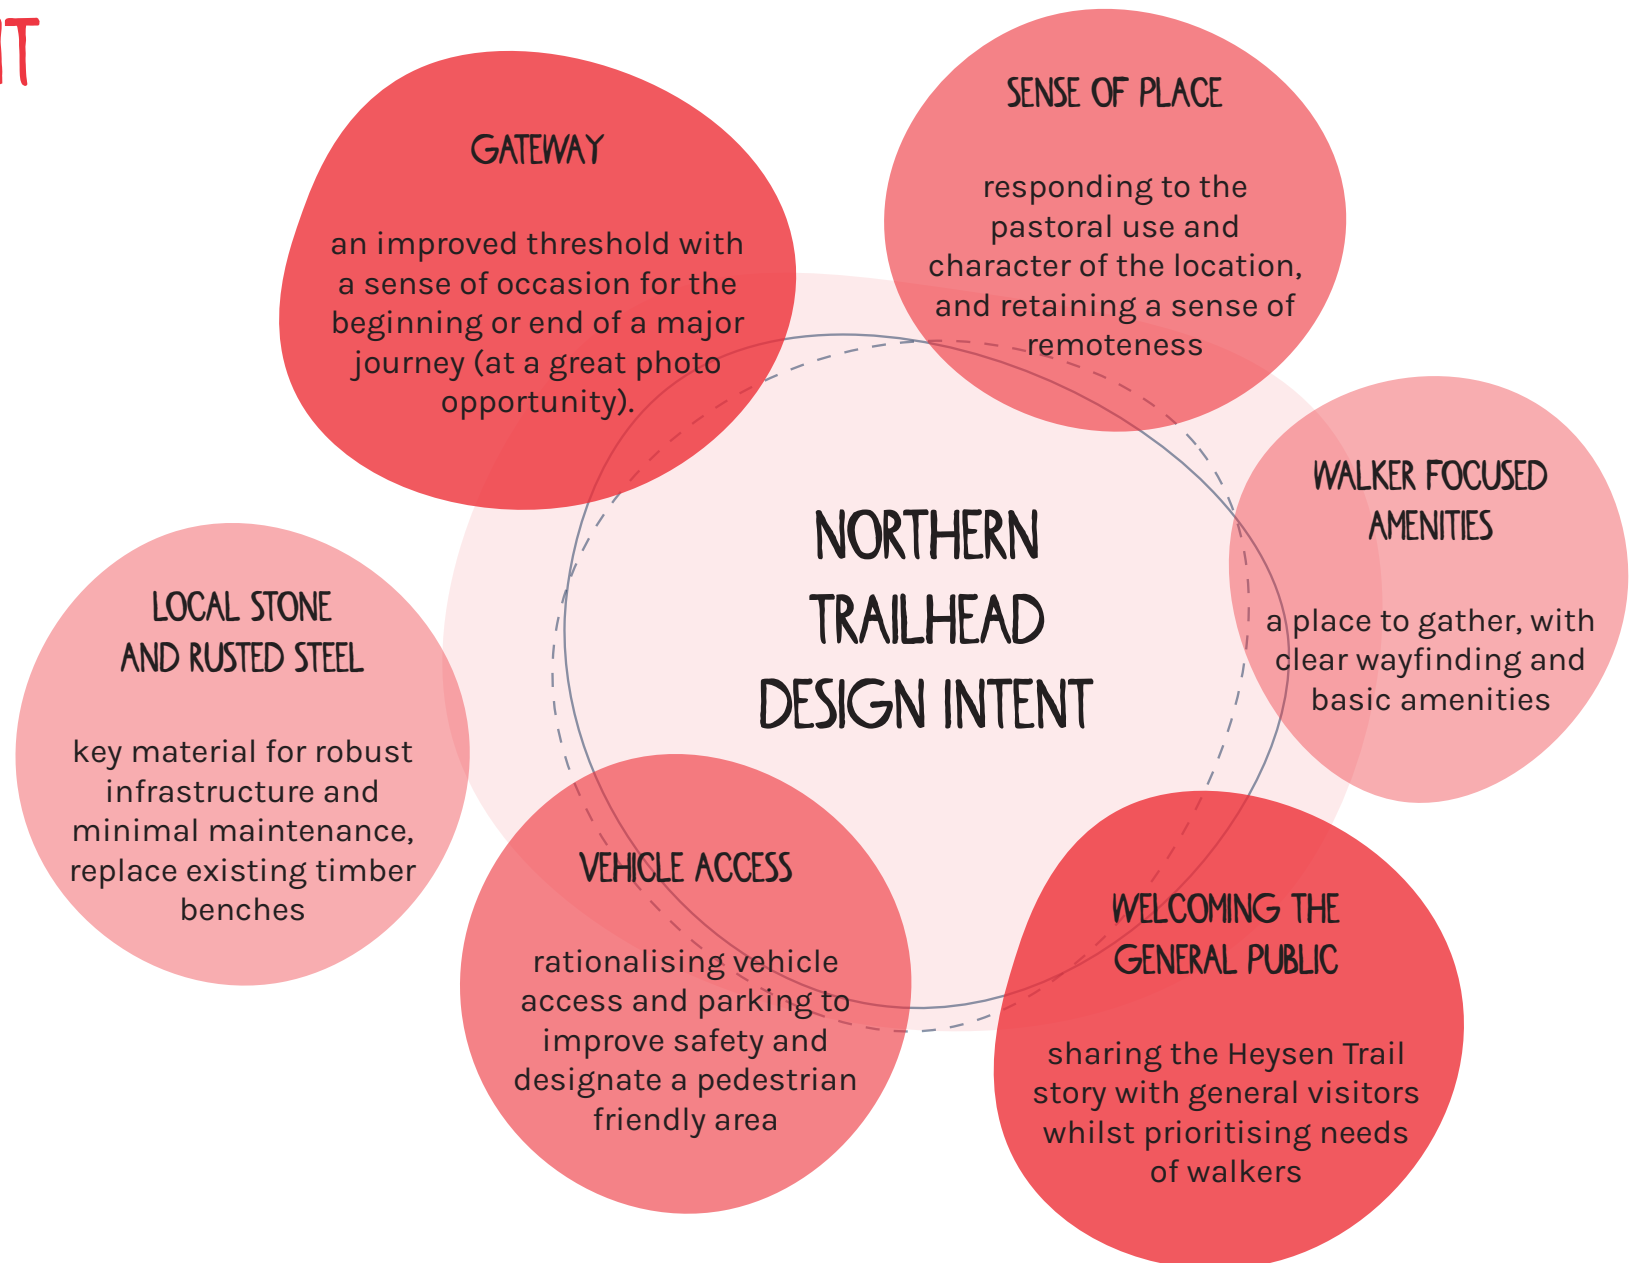 GATEWAY
an improved threshold with
a sense of occasion for the
beginning or end of a major
journey (at a great photo
opportunity).
SENSE OF PLACE
responding to the
pastoral use and
character of the location,
and retaining a sense of
remoteness
WALKER FOCUSED
AMENITIES
a place to gather, with
clear wayfinding and
basic amenities
NORTHERN
TRAILHEAD
DESIGN INTENT
LOCAL STONE
AND RUSTED STEEL
key material for robust
infrastructure and
minimal maintenance,
replace existing timber
benches
VEHICLE ACCESS
rationalising vehicle
access and parking to
improve safety and
designate a pedestrian
friendly area
WELCOMING THE
GENERAL PUBLIC
sharing the Heysen Trail
story with general visitors
whilst prioritising needs
of walkers